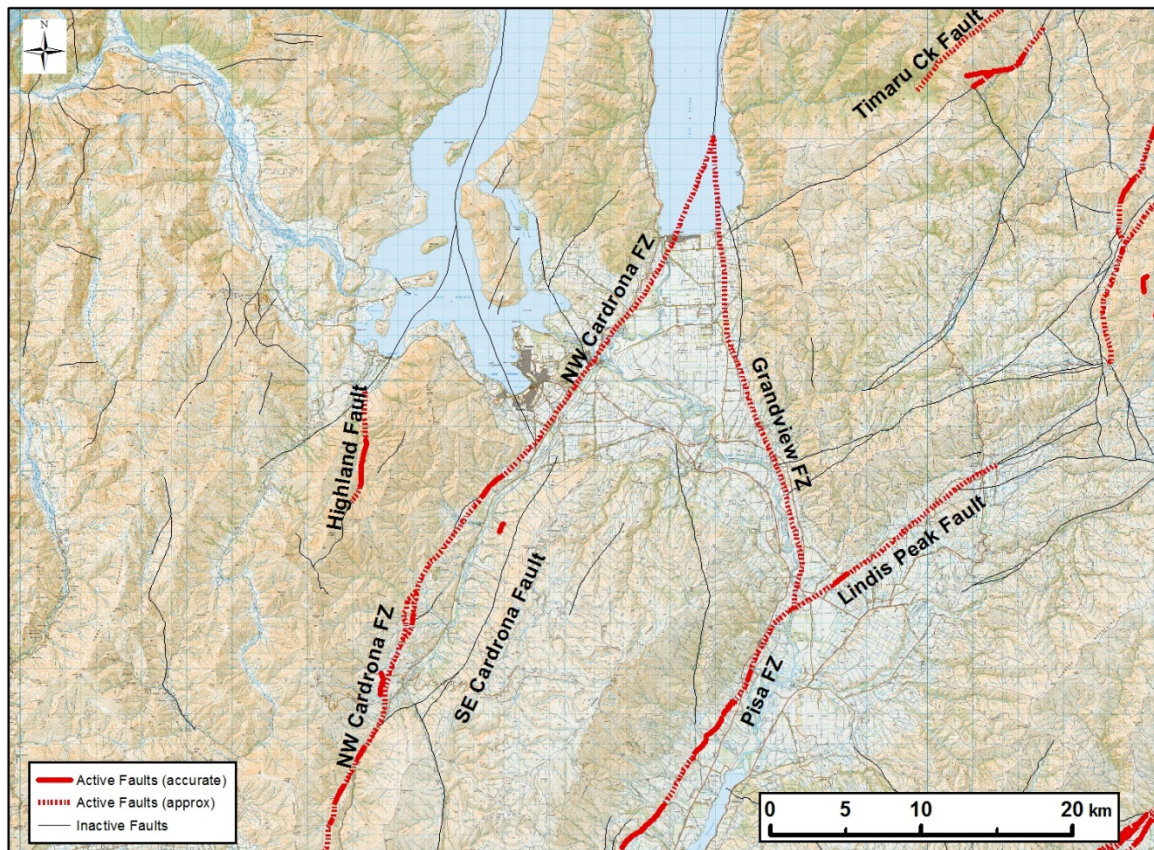 N
Timaru Ck Fault
NW Cardrona FZ
Grandview FZ
Highland Fault
Lindis Peak Fault
SE Cardrona Fault
NW Cardrona FZ
Pisa FZ
Active Faults (accurate)
Active Faults (approx)
Inactive Faults
0 5 10 20 km